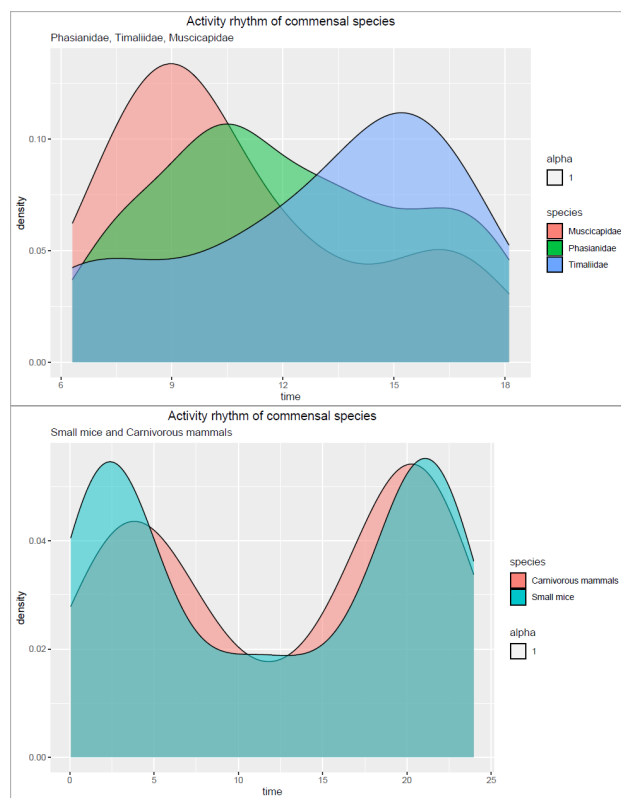 Activity rhythm of commensal species
Phasianidae, Timaliidae, Muscicapidae
0.10
0.05
0.00
density
6 9 12 15 18
time
alpha
1
species
Muscicapidae
Phasianidae
Timaliidae
Activity rhythm of commensal species
Small mice and Carnivorous mammals
0.04
0.02
0.00
density
0 5 10 15 20 25
time
species
Carnivorous mammals
Small mice
alpha
1